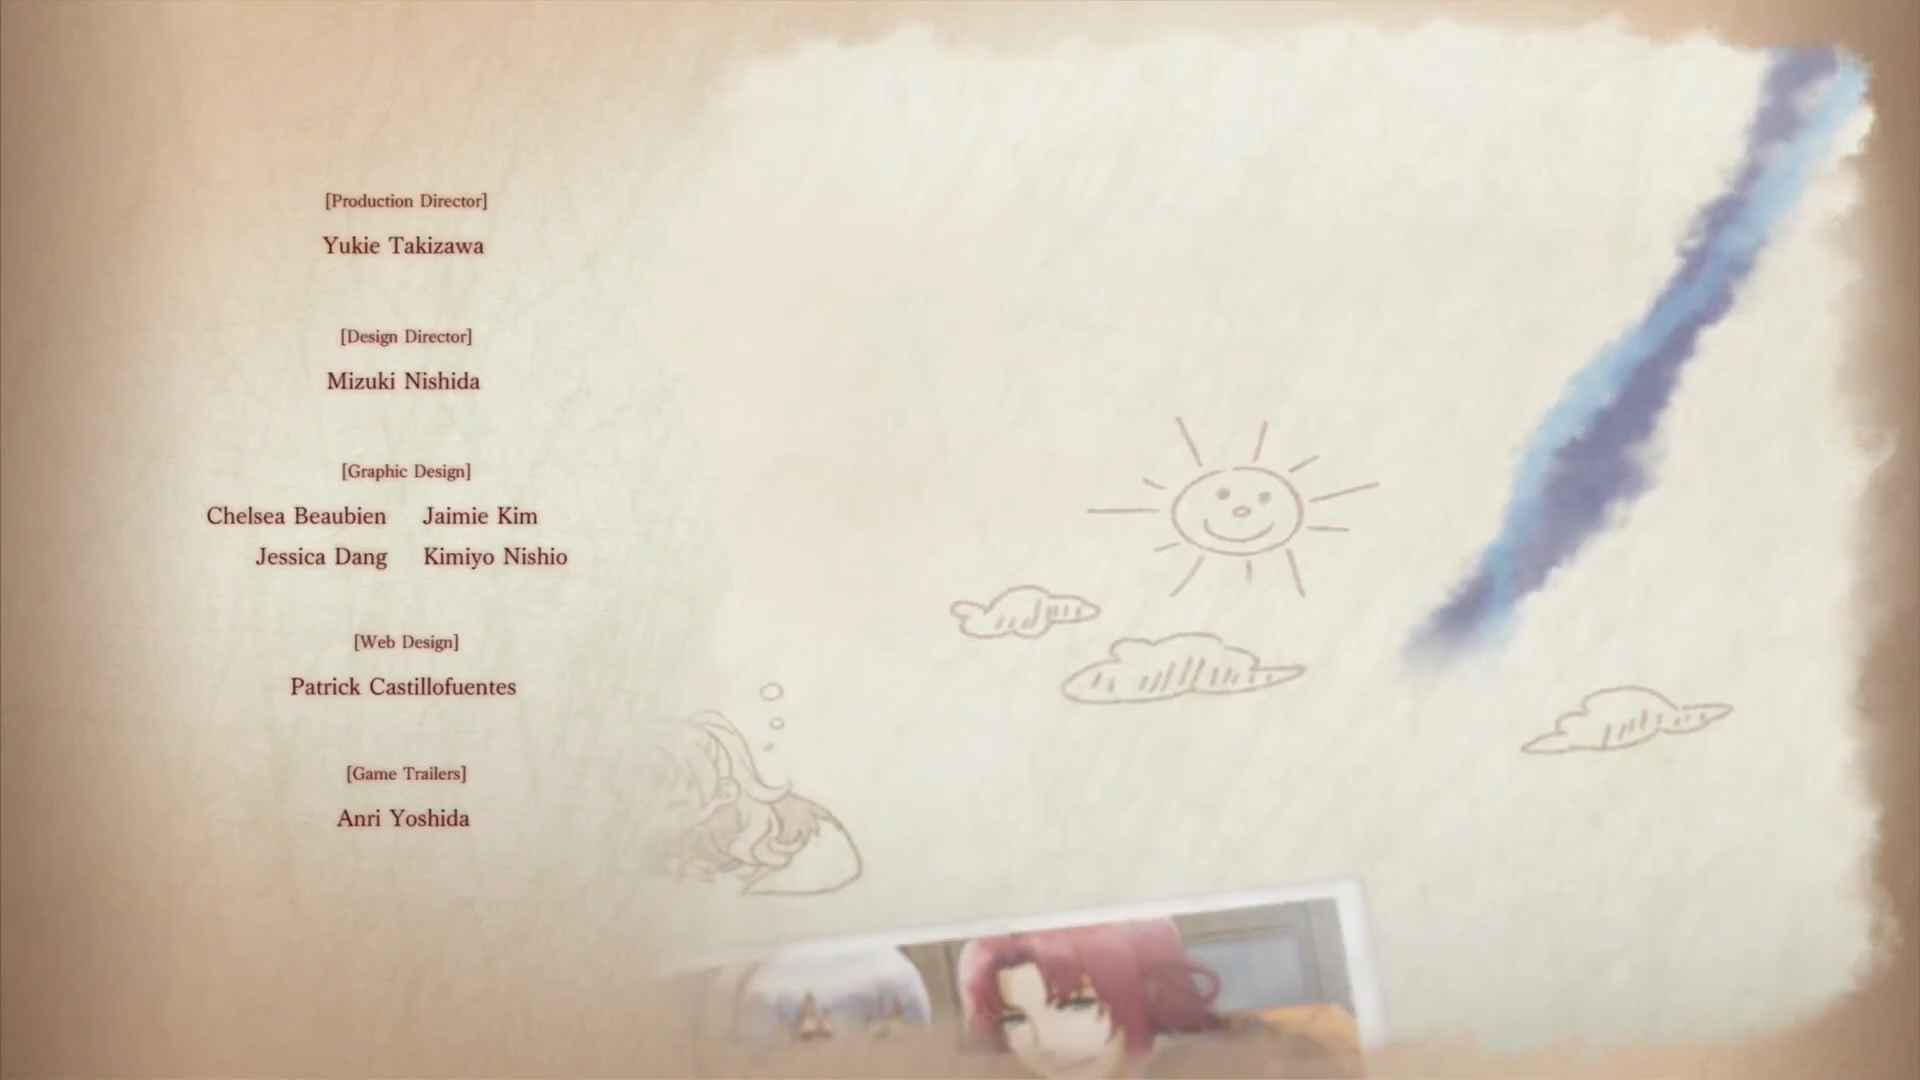 [Production Director]
Yukie Takizawa
[Design Director]
Mizuki Nishida
[Graphic Design]
Chelsea Beaubien Jaimie Kim
Jessica Dang Kimiyo Nishio
[Web Design]
Patrick Castillofuentes
[Game Trailers]
Anri Yoshida